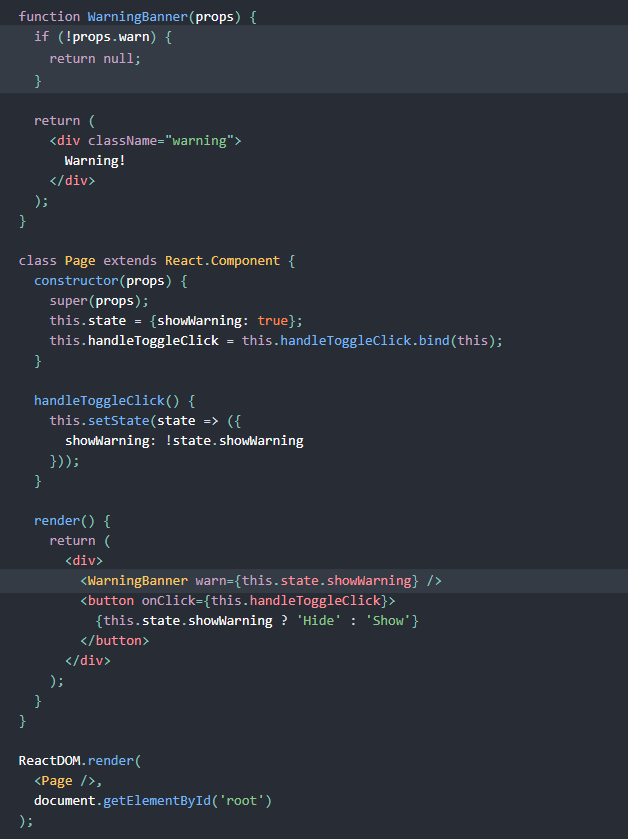 function WarningBanner(props) {
  if (!props.warn) {
    return null;
  }

  return (
    <div className="warning">
      Warning!
    </div>
  );
}

class Page extends React.Component {
  constructor(props) {
    super(props);
    this.state = {showWarning: true};
    this.handleToggleClick = this.handleToggleClick.bind(this);
  }

  handleToggleClick() {
    this.setState(state => ({
      showWarning: !state.showWarning
    }));
  }

  render() {
    return (
      <div>
        <WarningBanner warn={this.state.showWarning} />
        <button onClick={this.handleToggleClick}>
          {this.state.showWarning ? 'Hide' : 'Show'}
        </button>
      </div>
    );
  }
}

ReactDOM.render(
  <Page />,
  document.getElementById('root')
);